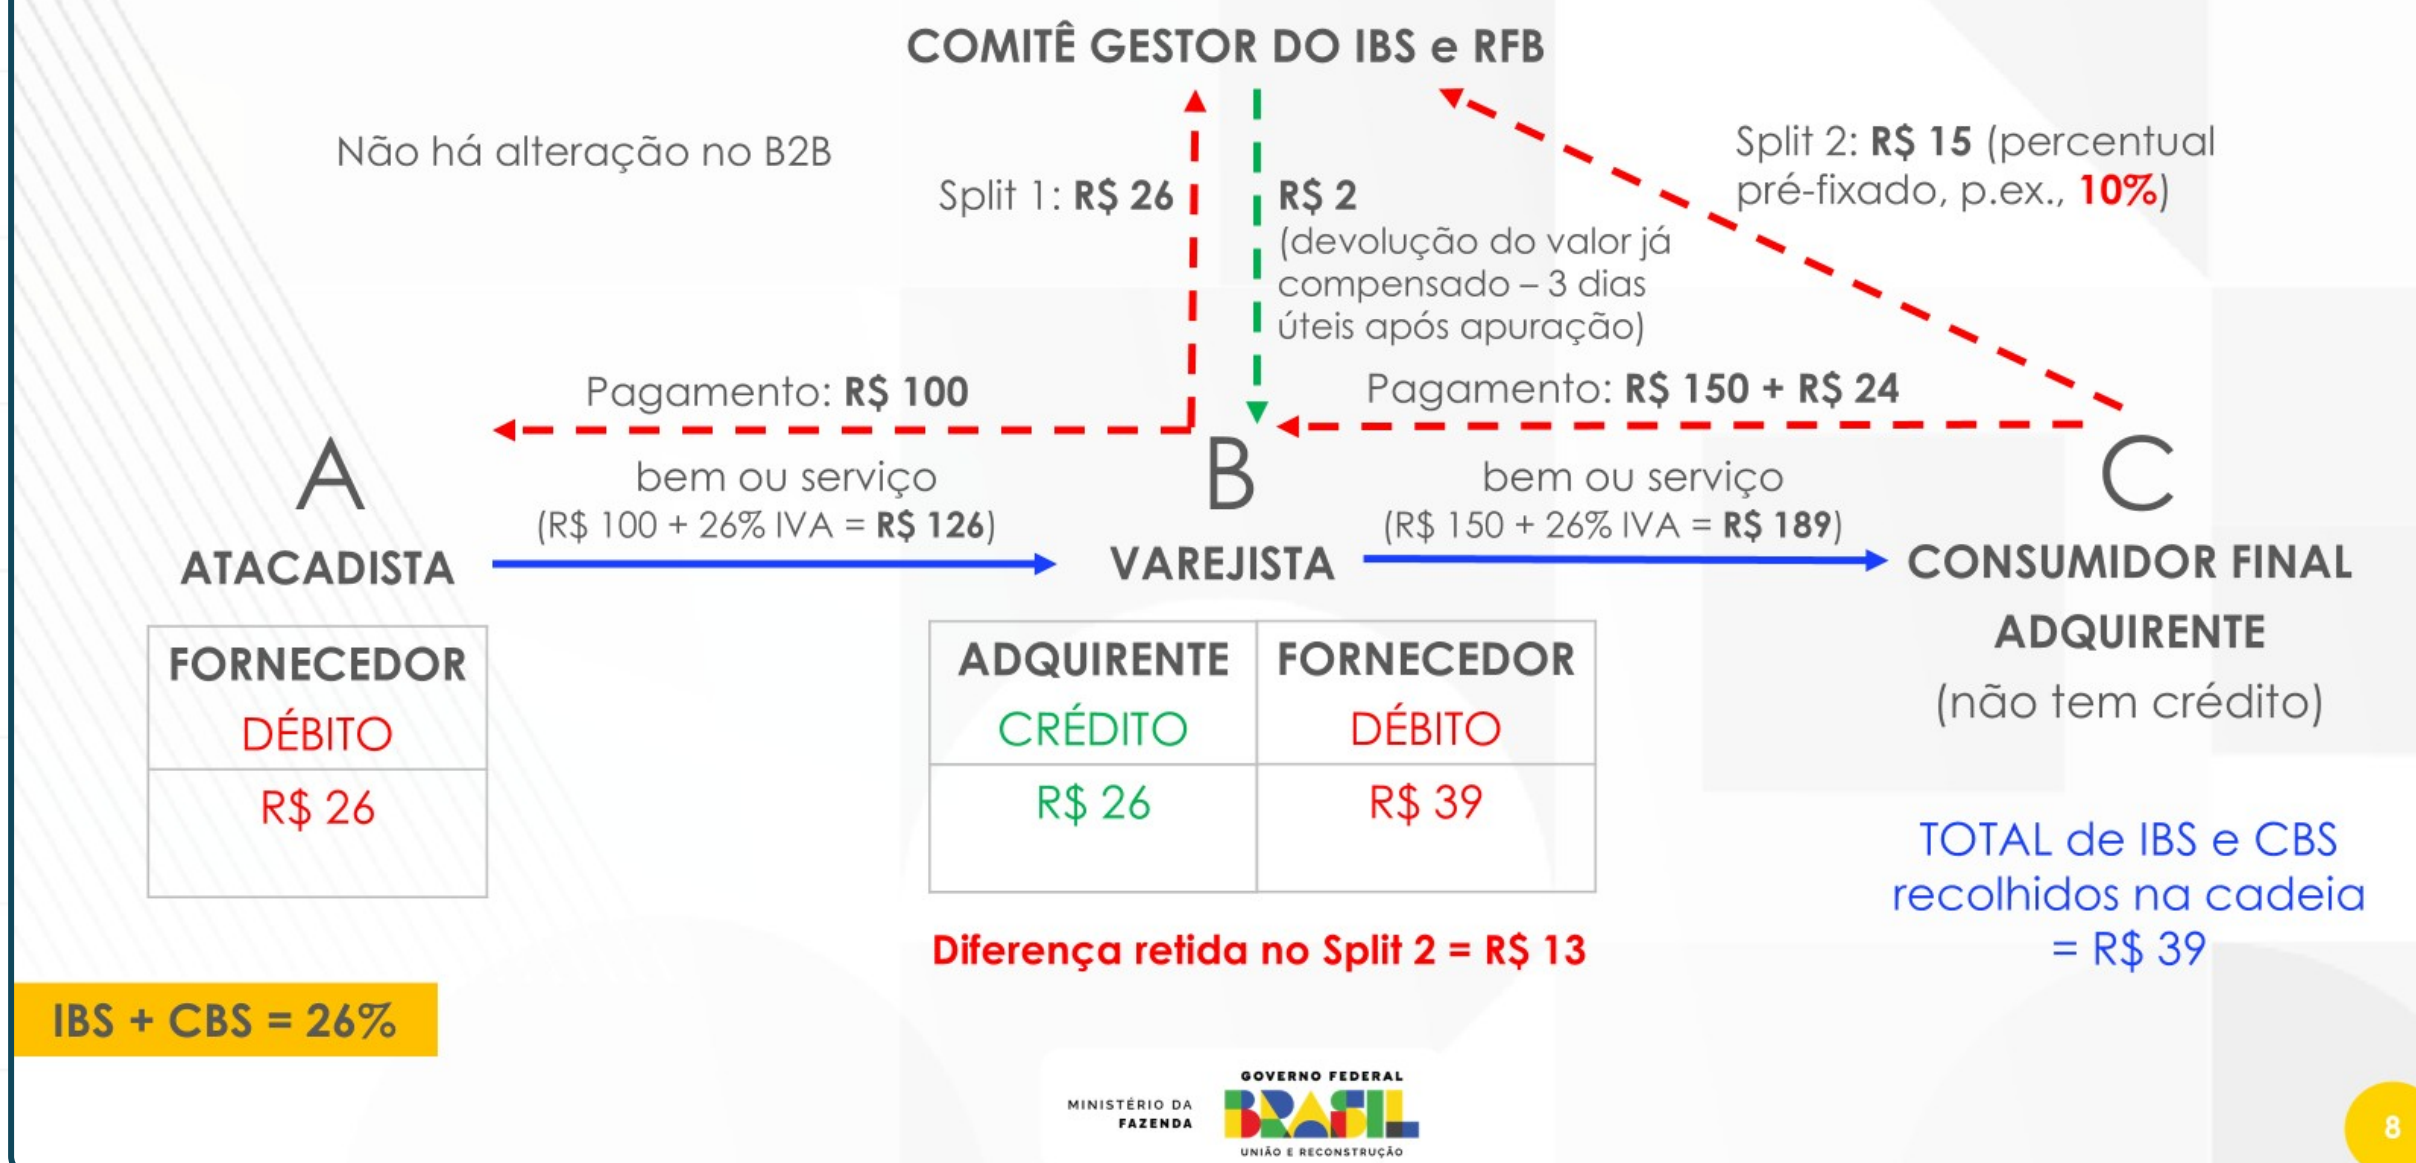 COMITÊ GESTOR DO IBS e RFB
Não há alteração no B2B
Split 1: R$ 26
R$ 2
(devolução do valor já
compensado – 3 dias
úteis após apuração)
Split 2: R$ 15 (percentual
pré-fixado, p.ex., 10%)
Pagamento: R$ 100
Pagamento: R$ 150 + R$ 24
A
ATACADISTA
bem ou serviço
(R$ 100 + 26% IVA = R$ 126)
B
VAREJISTA
bem ou serviço
(R$ 150 + 26% IVA = R$ 189)
C
CONSUMIDOR FINAL
ADQUIRENTE
(não tem crédito)
FORNECEDOR
DÉBITO
R$ 26
ADQUIRENTE
CRÉDITO
R$ 26
FORNECEDOR
DÉBITO
R$ 39
Diferença retida no Split 2 = R$ 13
TOTAL de IBS e CBS
recolhidos na cadeia
= R$ 39
IBS + CBS = 26%
MINISTÉRIO DA
FAZENDA
GOVERNO FEDERAL
BRASIL
UNIÃO E RECONSTRUÇÃO
8